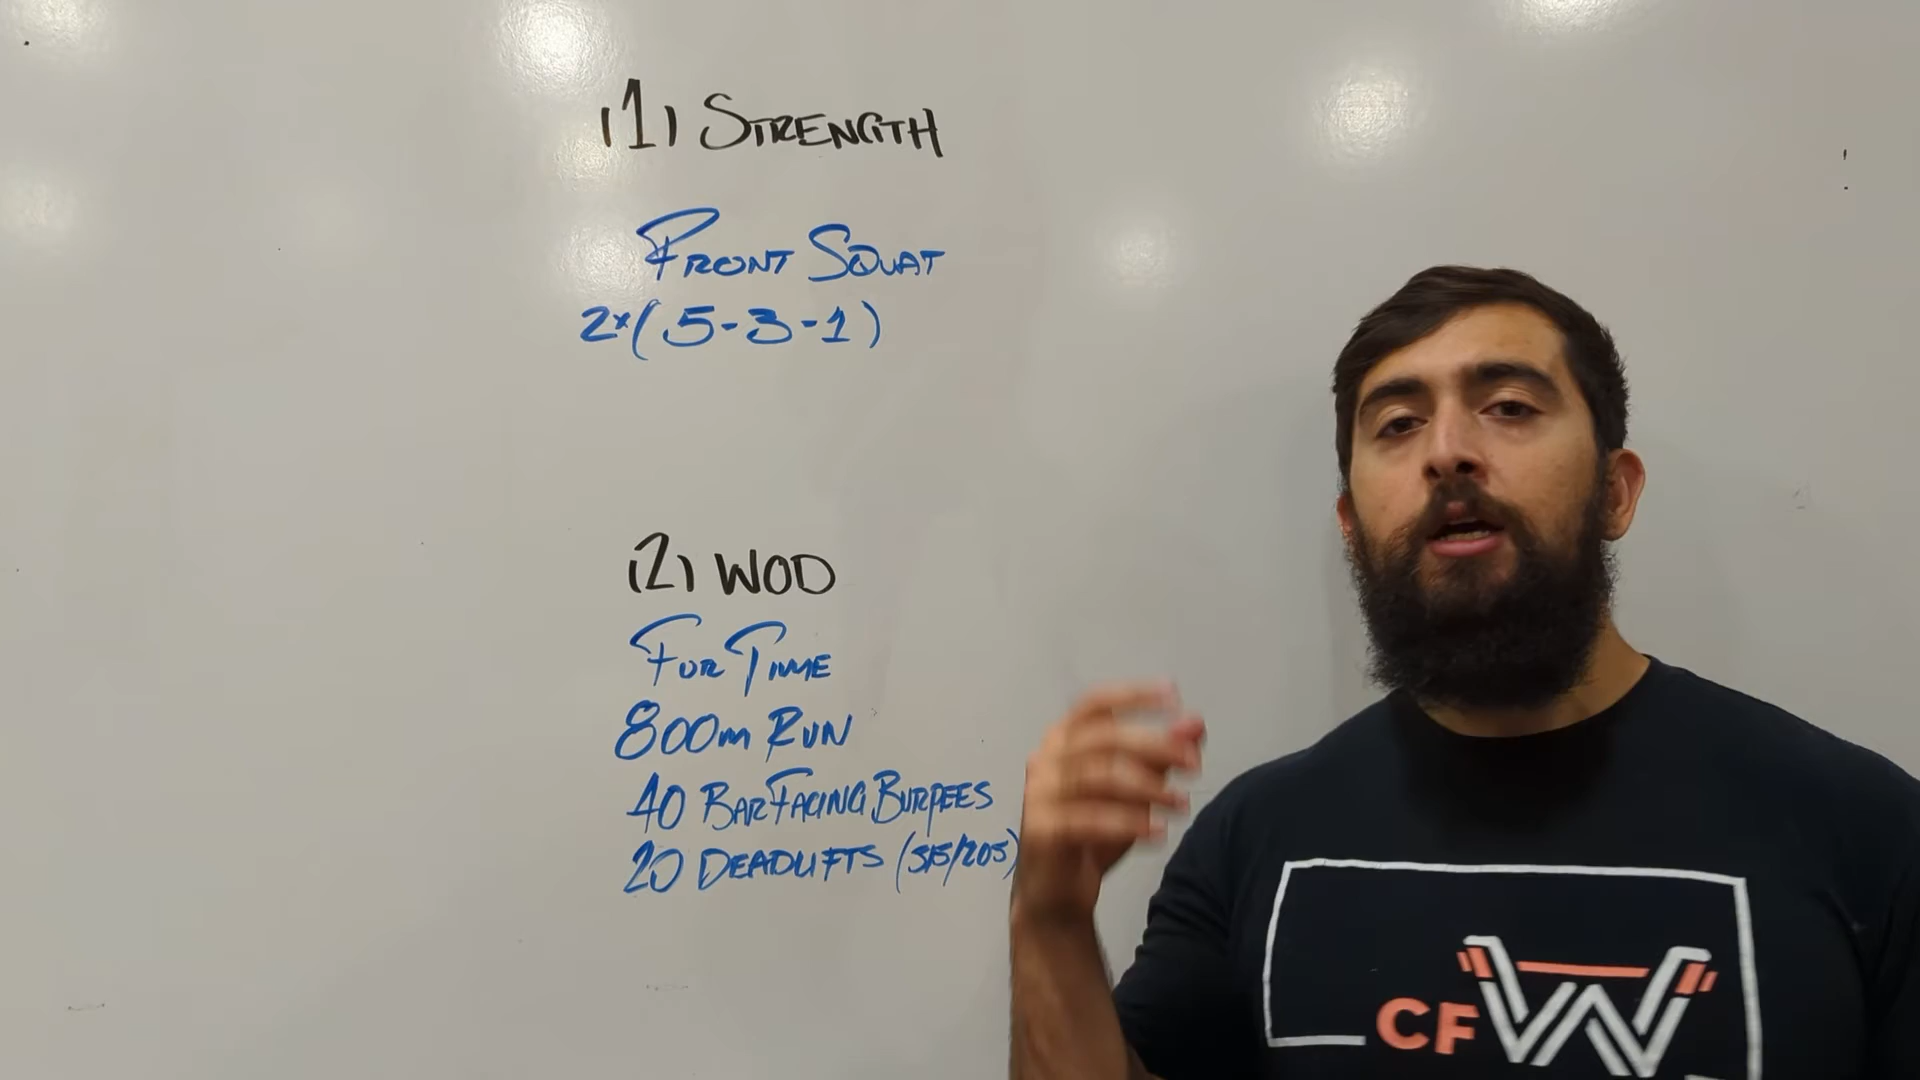 (1) STRENGTH
FRONT SQUAT
2x(5-3-1)
(2) WOD
FOR TIME
800m RUN
40 BAR FACING BURPEES
20 DEADLIFTS (315/205)
CFW